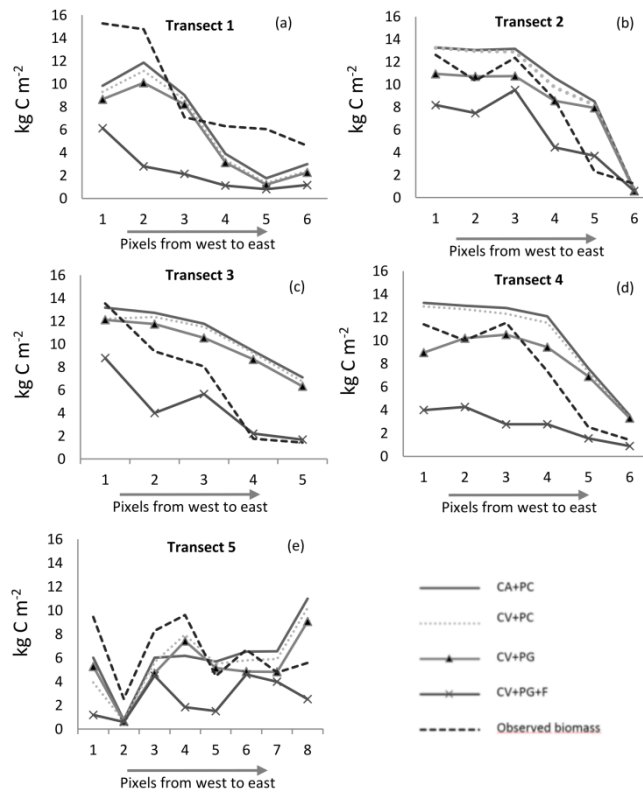 Transect 1
(a)
kg C m-2
16
14
12
10
8
6
4
2
0
1 2 3 4 5 6
Pixels from west to east
Transect 2
(b)
kg C m-2
16
14
12
10
8
6
4
2
0
1 2 3 4 5 6
Pixels from west to east
Transect 3
(c)
kg C m-2
16
14
12
10
8
6
4
2
0
1 2 3 4 5
Pixels from west to east
Transect 4
(d)
kg C m-2
16
14
12
10
8
6
4
2
0
1 2 3 4 5 6
Pixels from west to east
Transect 5
(e)
kg C m-2
16
14
12
10
8
6
4
2
0
1 2 3 4 5 6 7 8
Pixels from west to east
CA+PC
CV+PC
CV+PG
CV+PG+F
Observed biomass